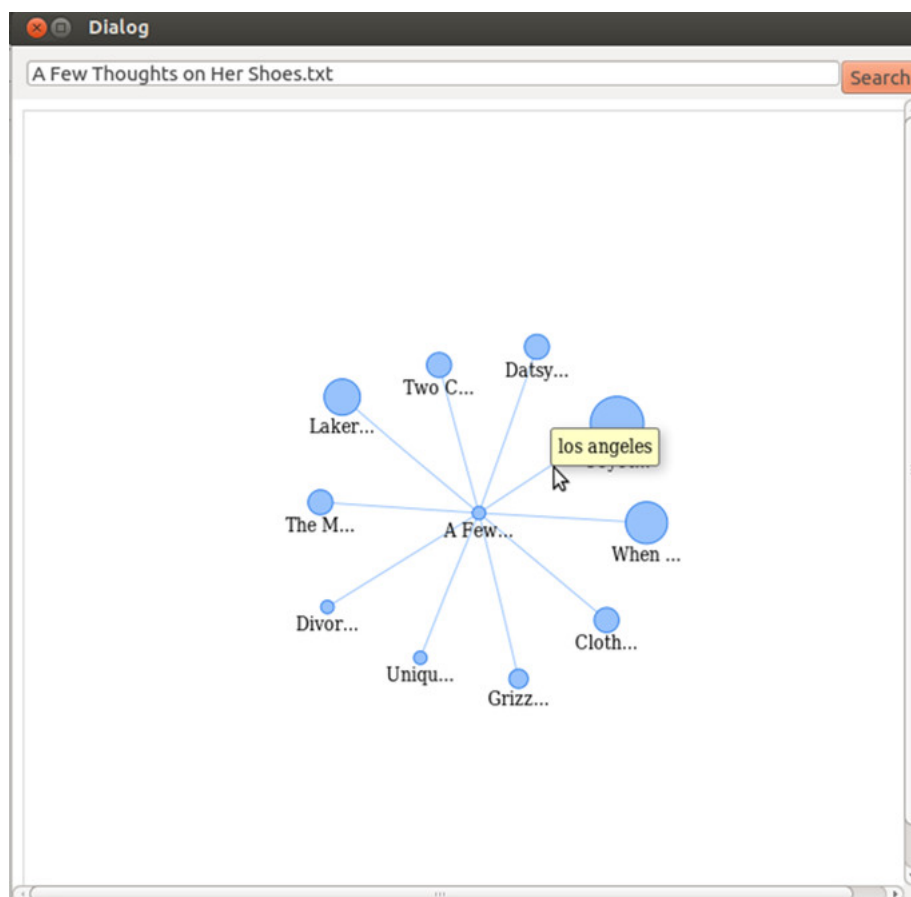 Dialog
A Few Thoughts on Her Shoes.txt
Search
Datsy...
Two C...
Laker...
los angeles
The M...
A Few...
When ...
Divor...
Cloth...
Uniqu...
Grizz...